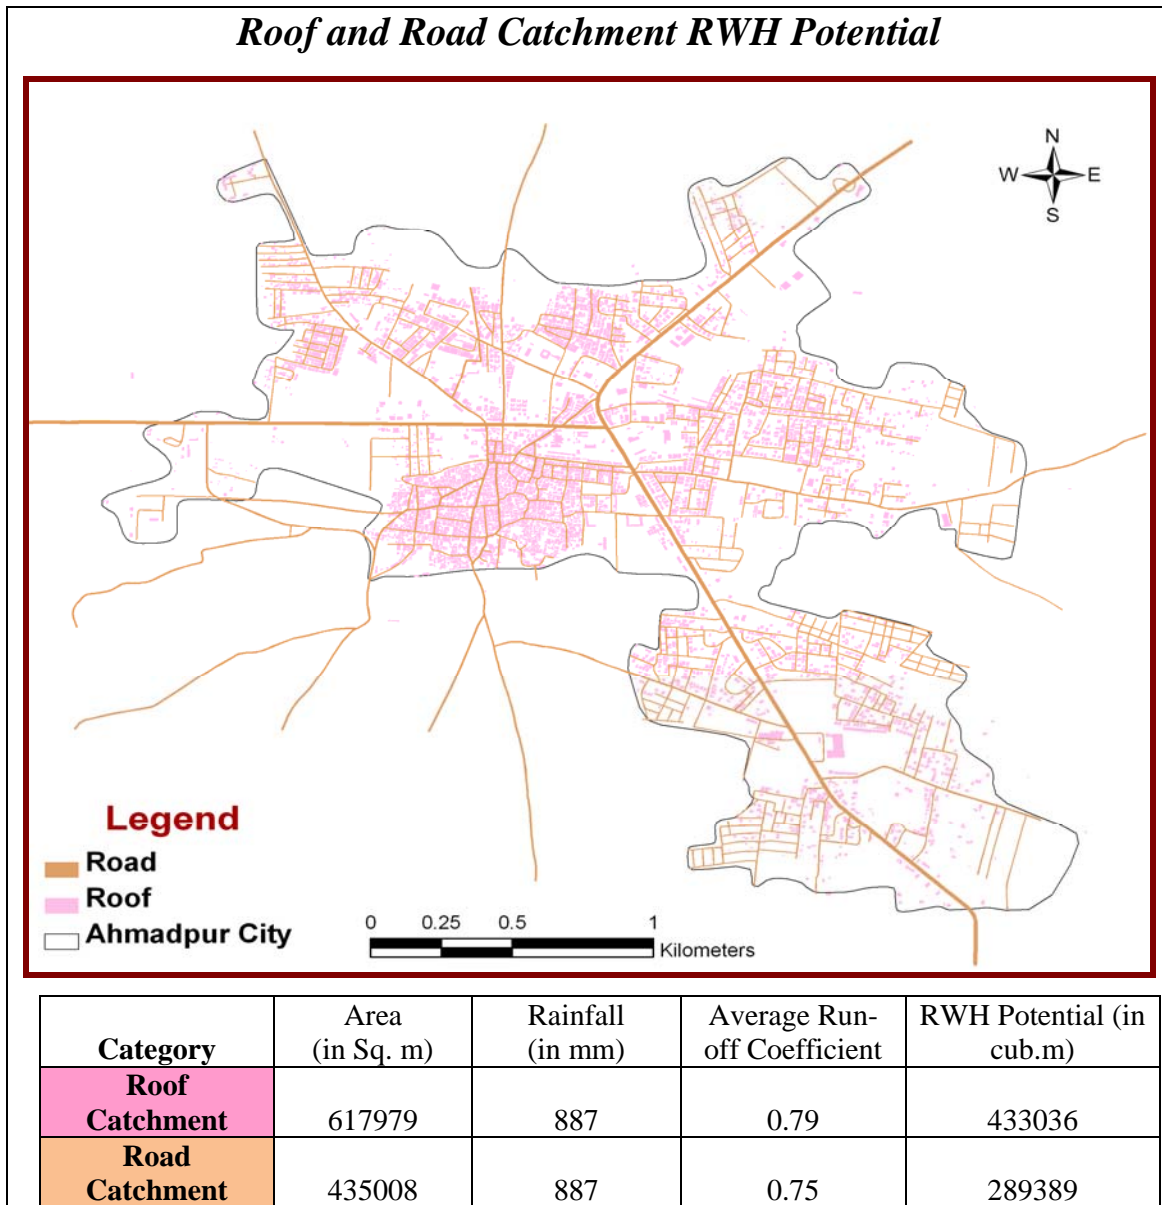 Roof and Road Catchment RWH Potential
N
W E
S
Legend
Road
Roof
Ahmadpur City
0 0.25 0.5 1
Kilometers
Category
Area
(in Sq. m)
Rainfall
(in mm)
Average Run-
off Coefficient
RWH Potential (in
cub.m)
Roof
Catchment
617979 887 0.79 433036
Road
Catchment
435008 887 0.75 289389